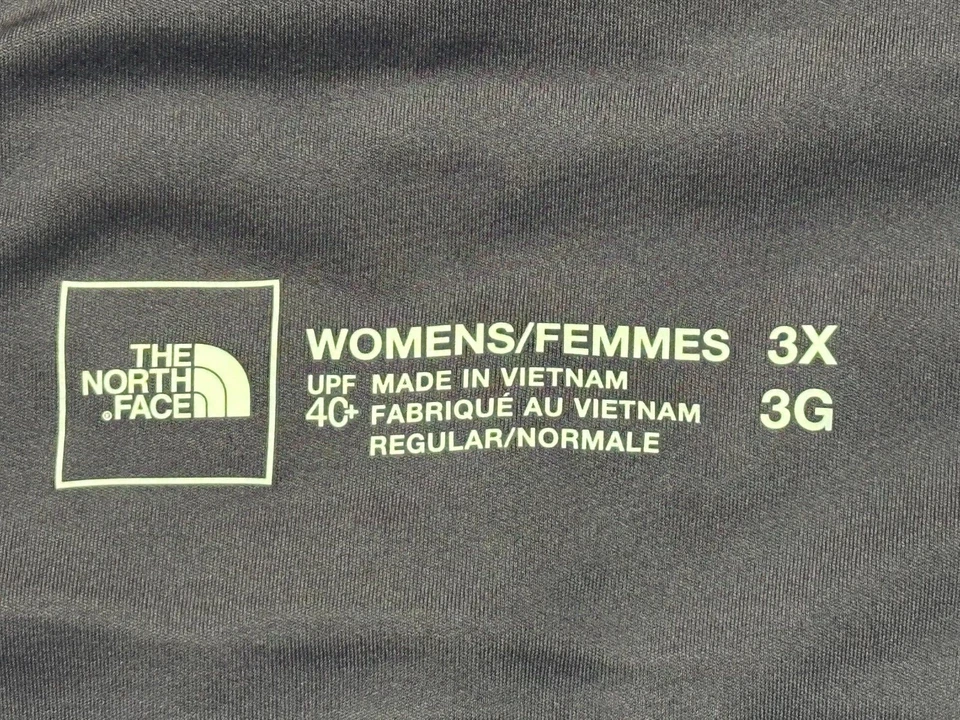 THE
NORTH
FACE
WOMENS/FEMMES 3X
UPF MADE IN VIETNAM
40+ FABRIQUÉ AU VIETNAM 3G
REGULAR/NORMALE